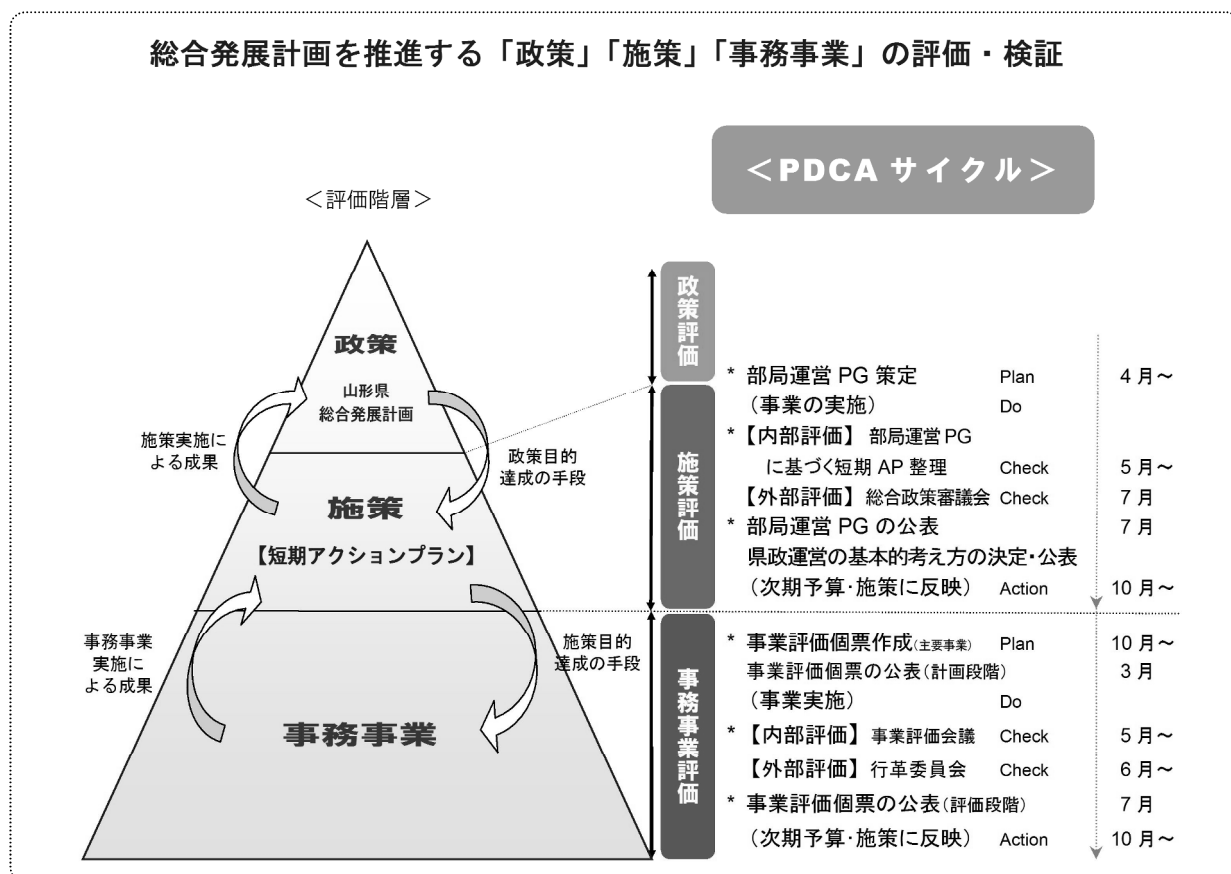 総合発展計画を推進する「政策」「施策」「事務事業」の評価・検証
＜PDCA サイクル＞
＜評価階層＞
政策
山形県
総合発展計画
施策実施に
よる成果
政策目的
達成の手段
施策
【短期アクションプラン】
事務事業
実施に
よる成果
施策目的
達成の手段
事務事業
政策評価
施策評価
* 部局運営 PG 策定 Plan 4 月～
（事業の実施） Do
* 【内部評価】 部局運営 PG
に基づく短期 AP 整理 Check 5 月～
【外部評価】 総合政策審議会 Check 7 月
* 部局運営 PG の公表 7 月
県政運営の基本的考え方の決定・公表
（次期予算・施策に反映） Action 10 月～
事務事業評価
* 事業評価個票作成（主要事業） Plan 10 月～
事業評価個票の公表（計画段階） 3 月
（事業実施） Do
* 【内部評価】 事業評価会議 Check 5 月～
【外部評価】 行革委員会 Check 6 月～
* 事業評価個票の公表（評価段階） 7 月
（次期予算・施策に反映） Action 10 月～